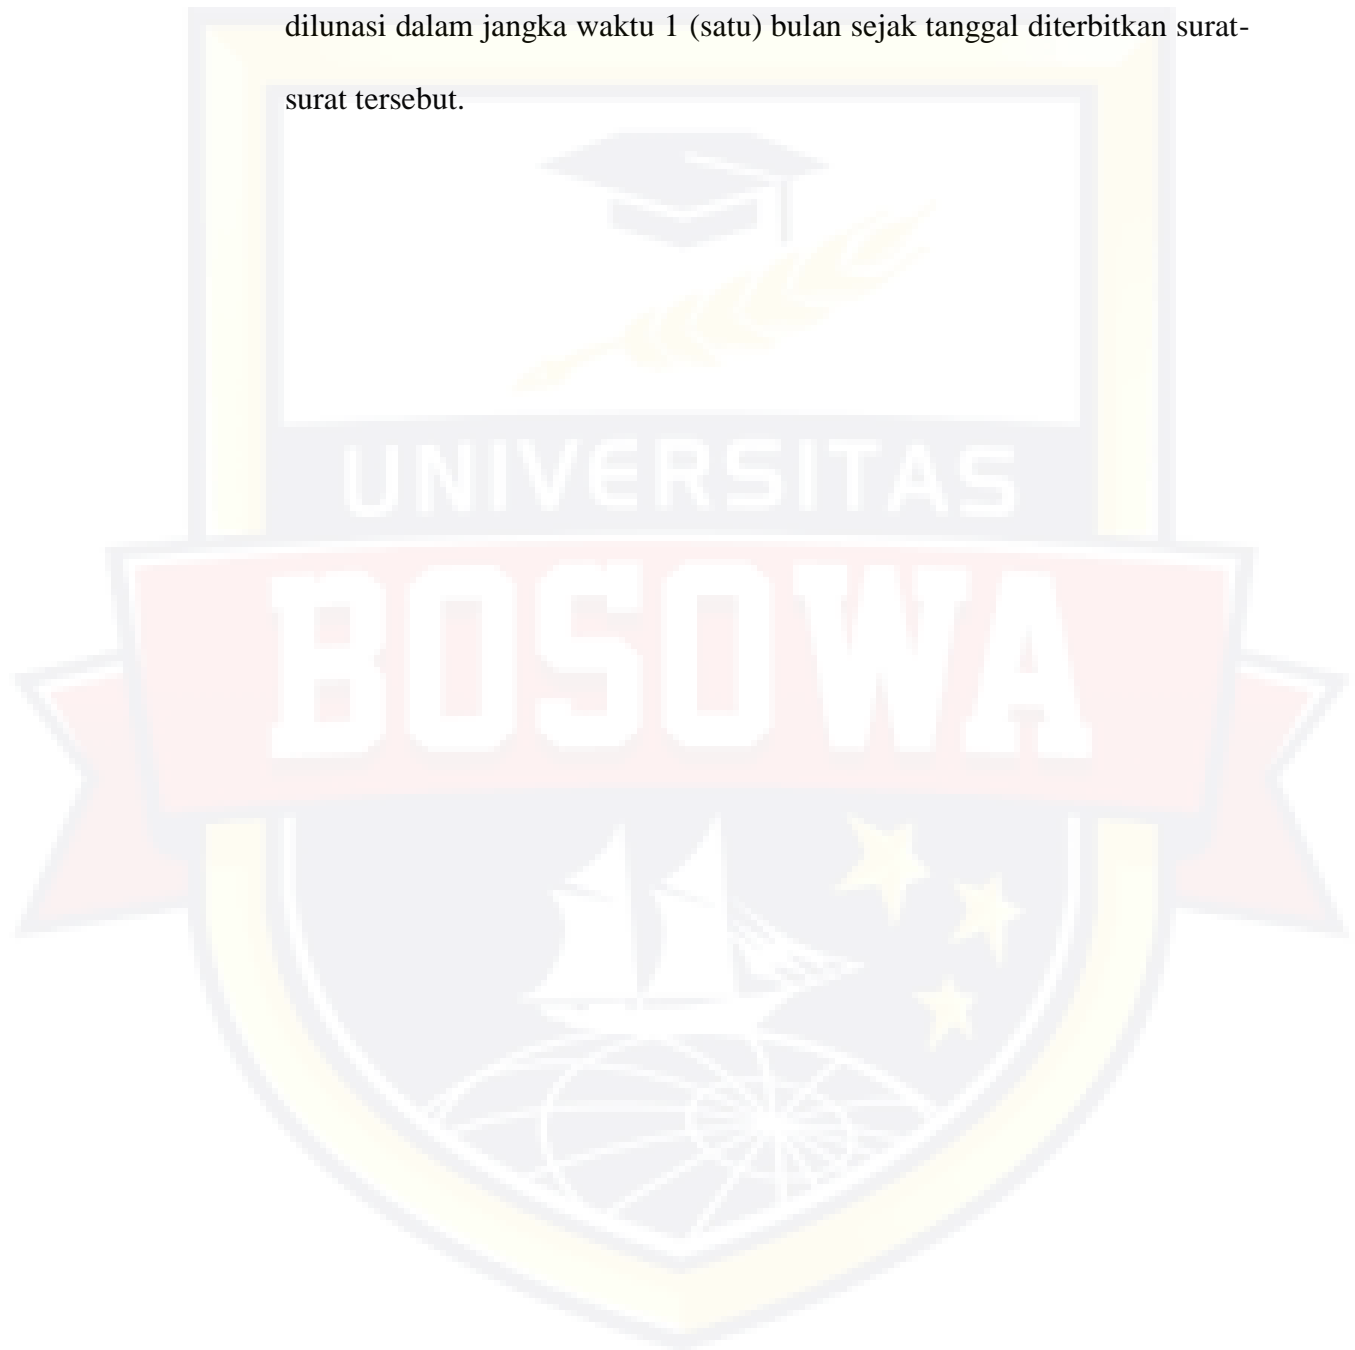 dilunasi dalam jangka waktu 1 (satu) bulan sejak tanggal diterbitkan surat-
surat tersebut.
UNIVERSITAS
BOSOWA